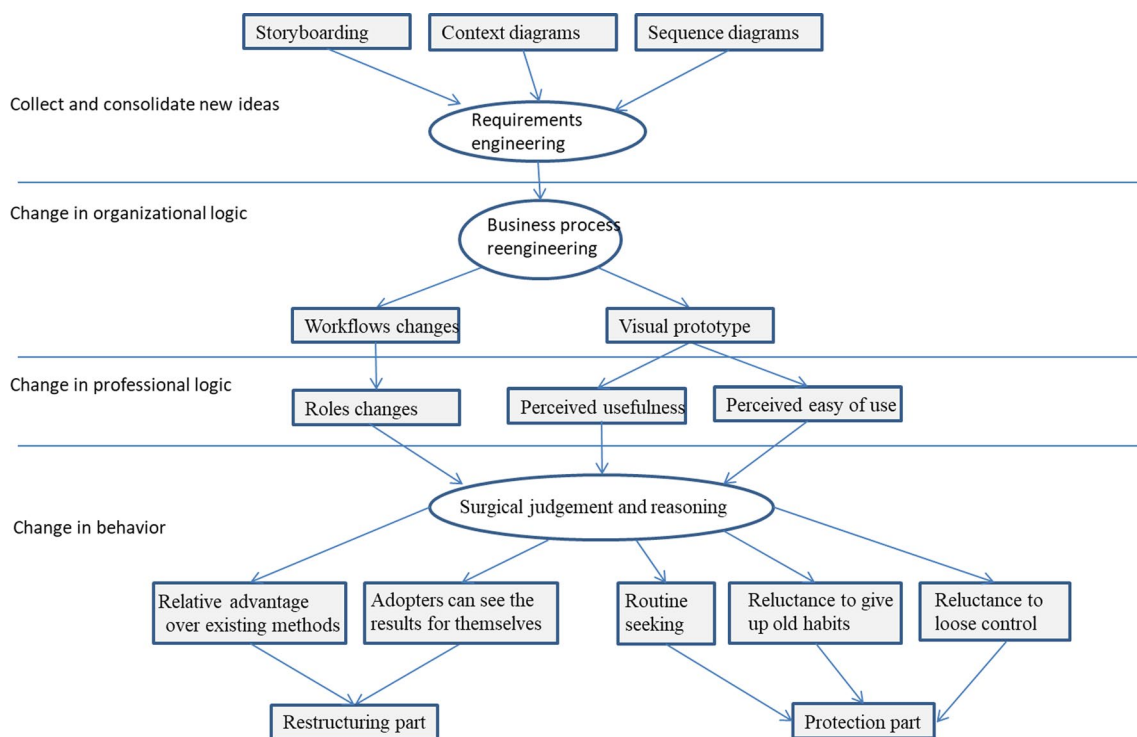 Storyboarding
Context diagrams
Sequence diagrams
Collect and consolidate new ideas
Requirements
engineering
Change in organizational logic
Business process
reengineering
Workflows changes
Visual prototype
Change in professional logic
Roles changes
Perceived usefulness
Perceived easy of use
Surgical judgement and reasoning
Change in behavior
Relative advantage
over existing methods
Adopters can see the
results for themselves
Routine
seeking
Reluctance to give
up old habits
Reluctance to
loose control
Restructuring part
Protection part